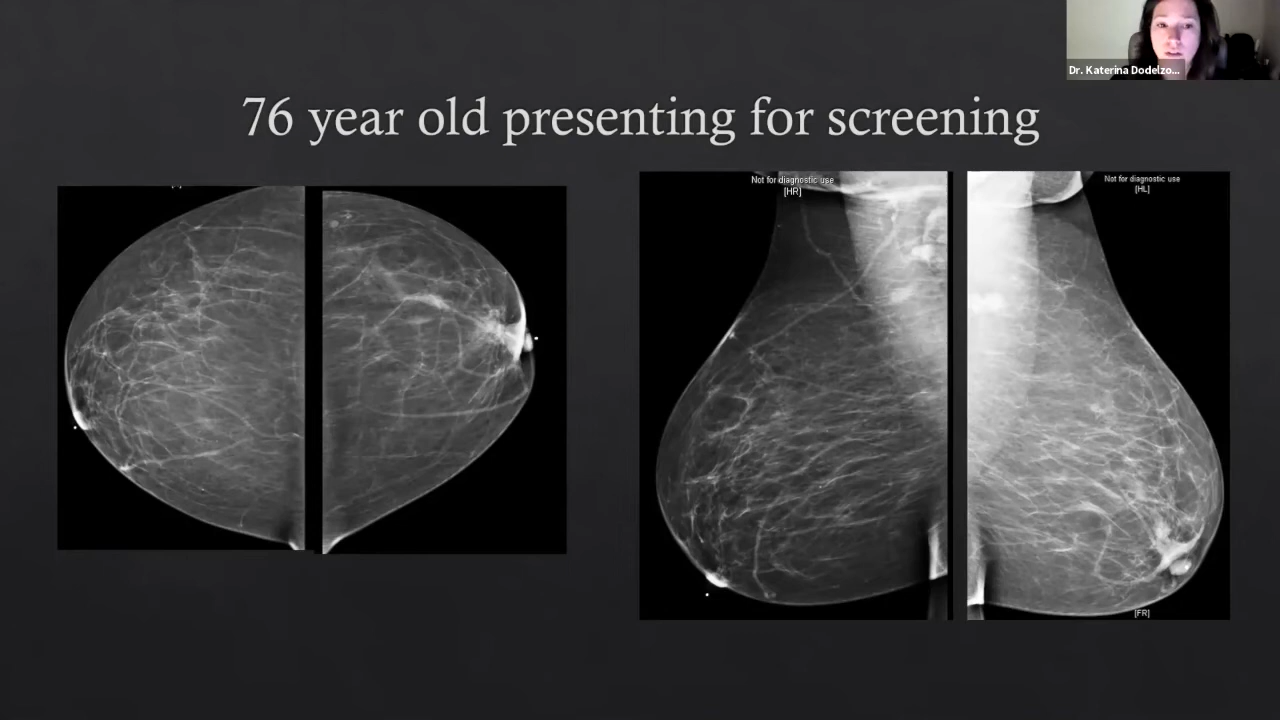 Dr. Katerina Dodelzo...
76 year old presenting for screening
Not for diagnostic use
[HR]
Not for diagnostic use
[HL]
[FR]